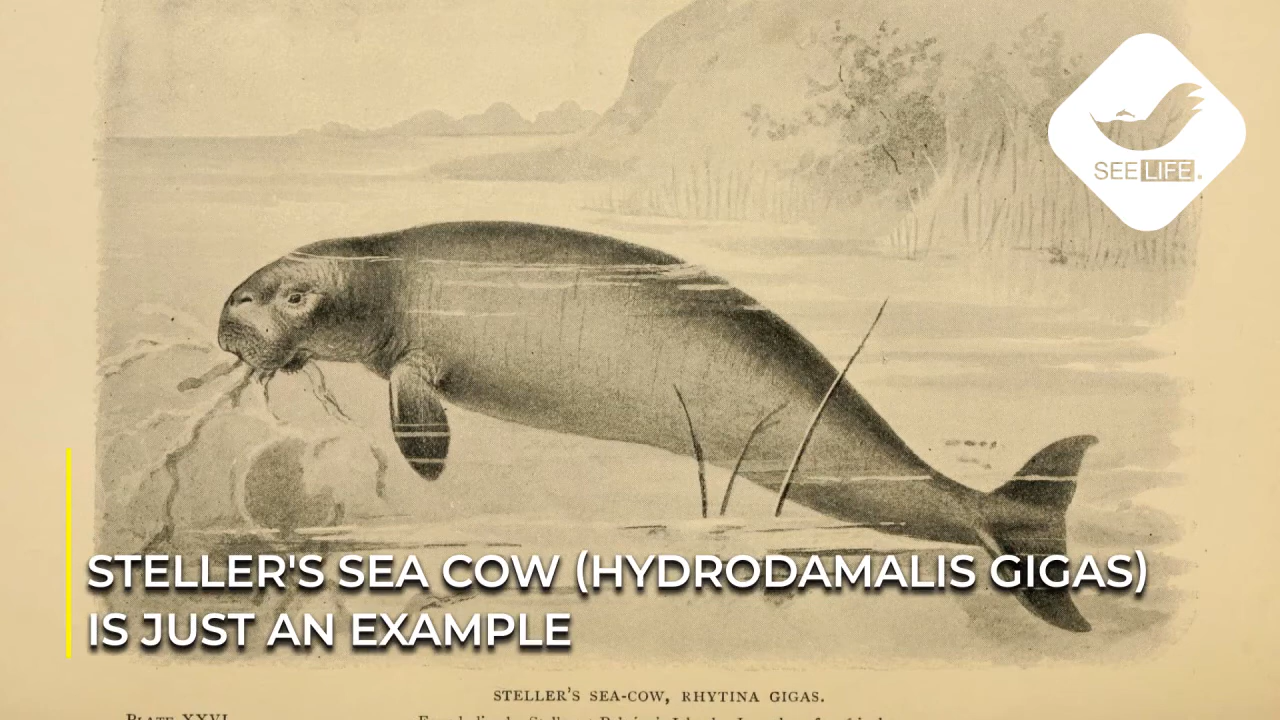 SEE LIFE.
STELLER'S SEA COW (HYDRODAMALIS GIGAS)
IS JUST AN EXAMPLE
STELLER'S SEA-COW, RHYTINA GIGAS.
PLATE XXVI